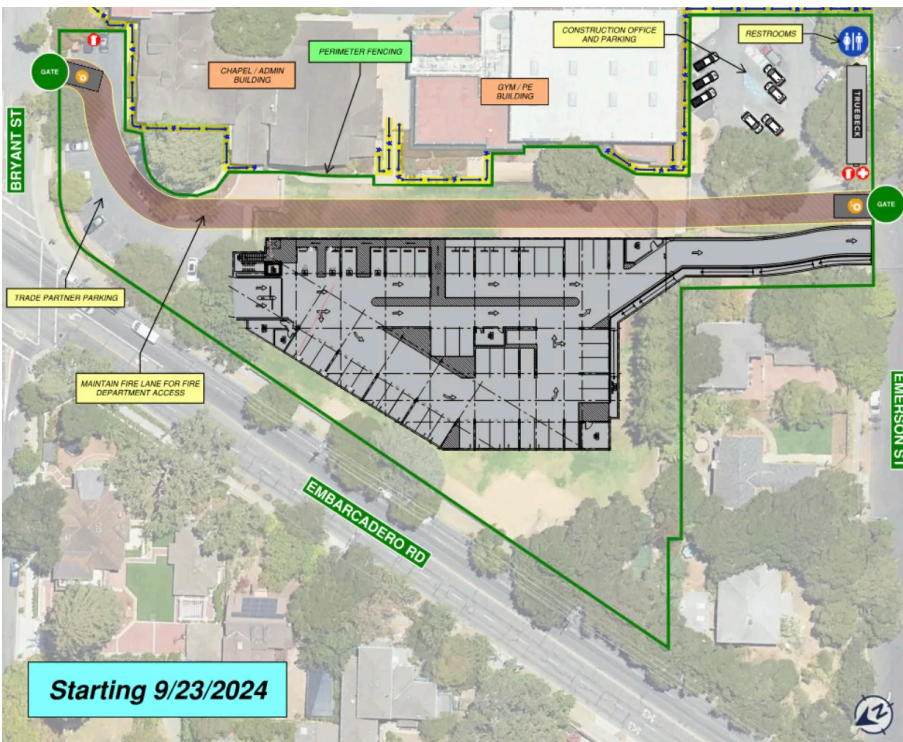 CONSTRUCTION OFFICE
AND PARKING
RESTROOMS
PERIMETER FENCING
CHAPEL / ADMIN
BUILDING
GYM / PE
BUILDING
GATE
BRYANT ST
TRUEBECK
GATE
TRADE PARTNER PARKING
MAINTAIN FIRE LANE FOR FIRE
DEPARTMENT ACCESS
EMERSON ST
EMBARCADERO RD
Starting 9/23/2024
N